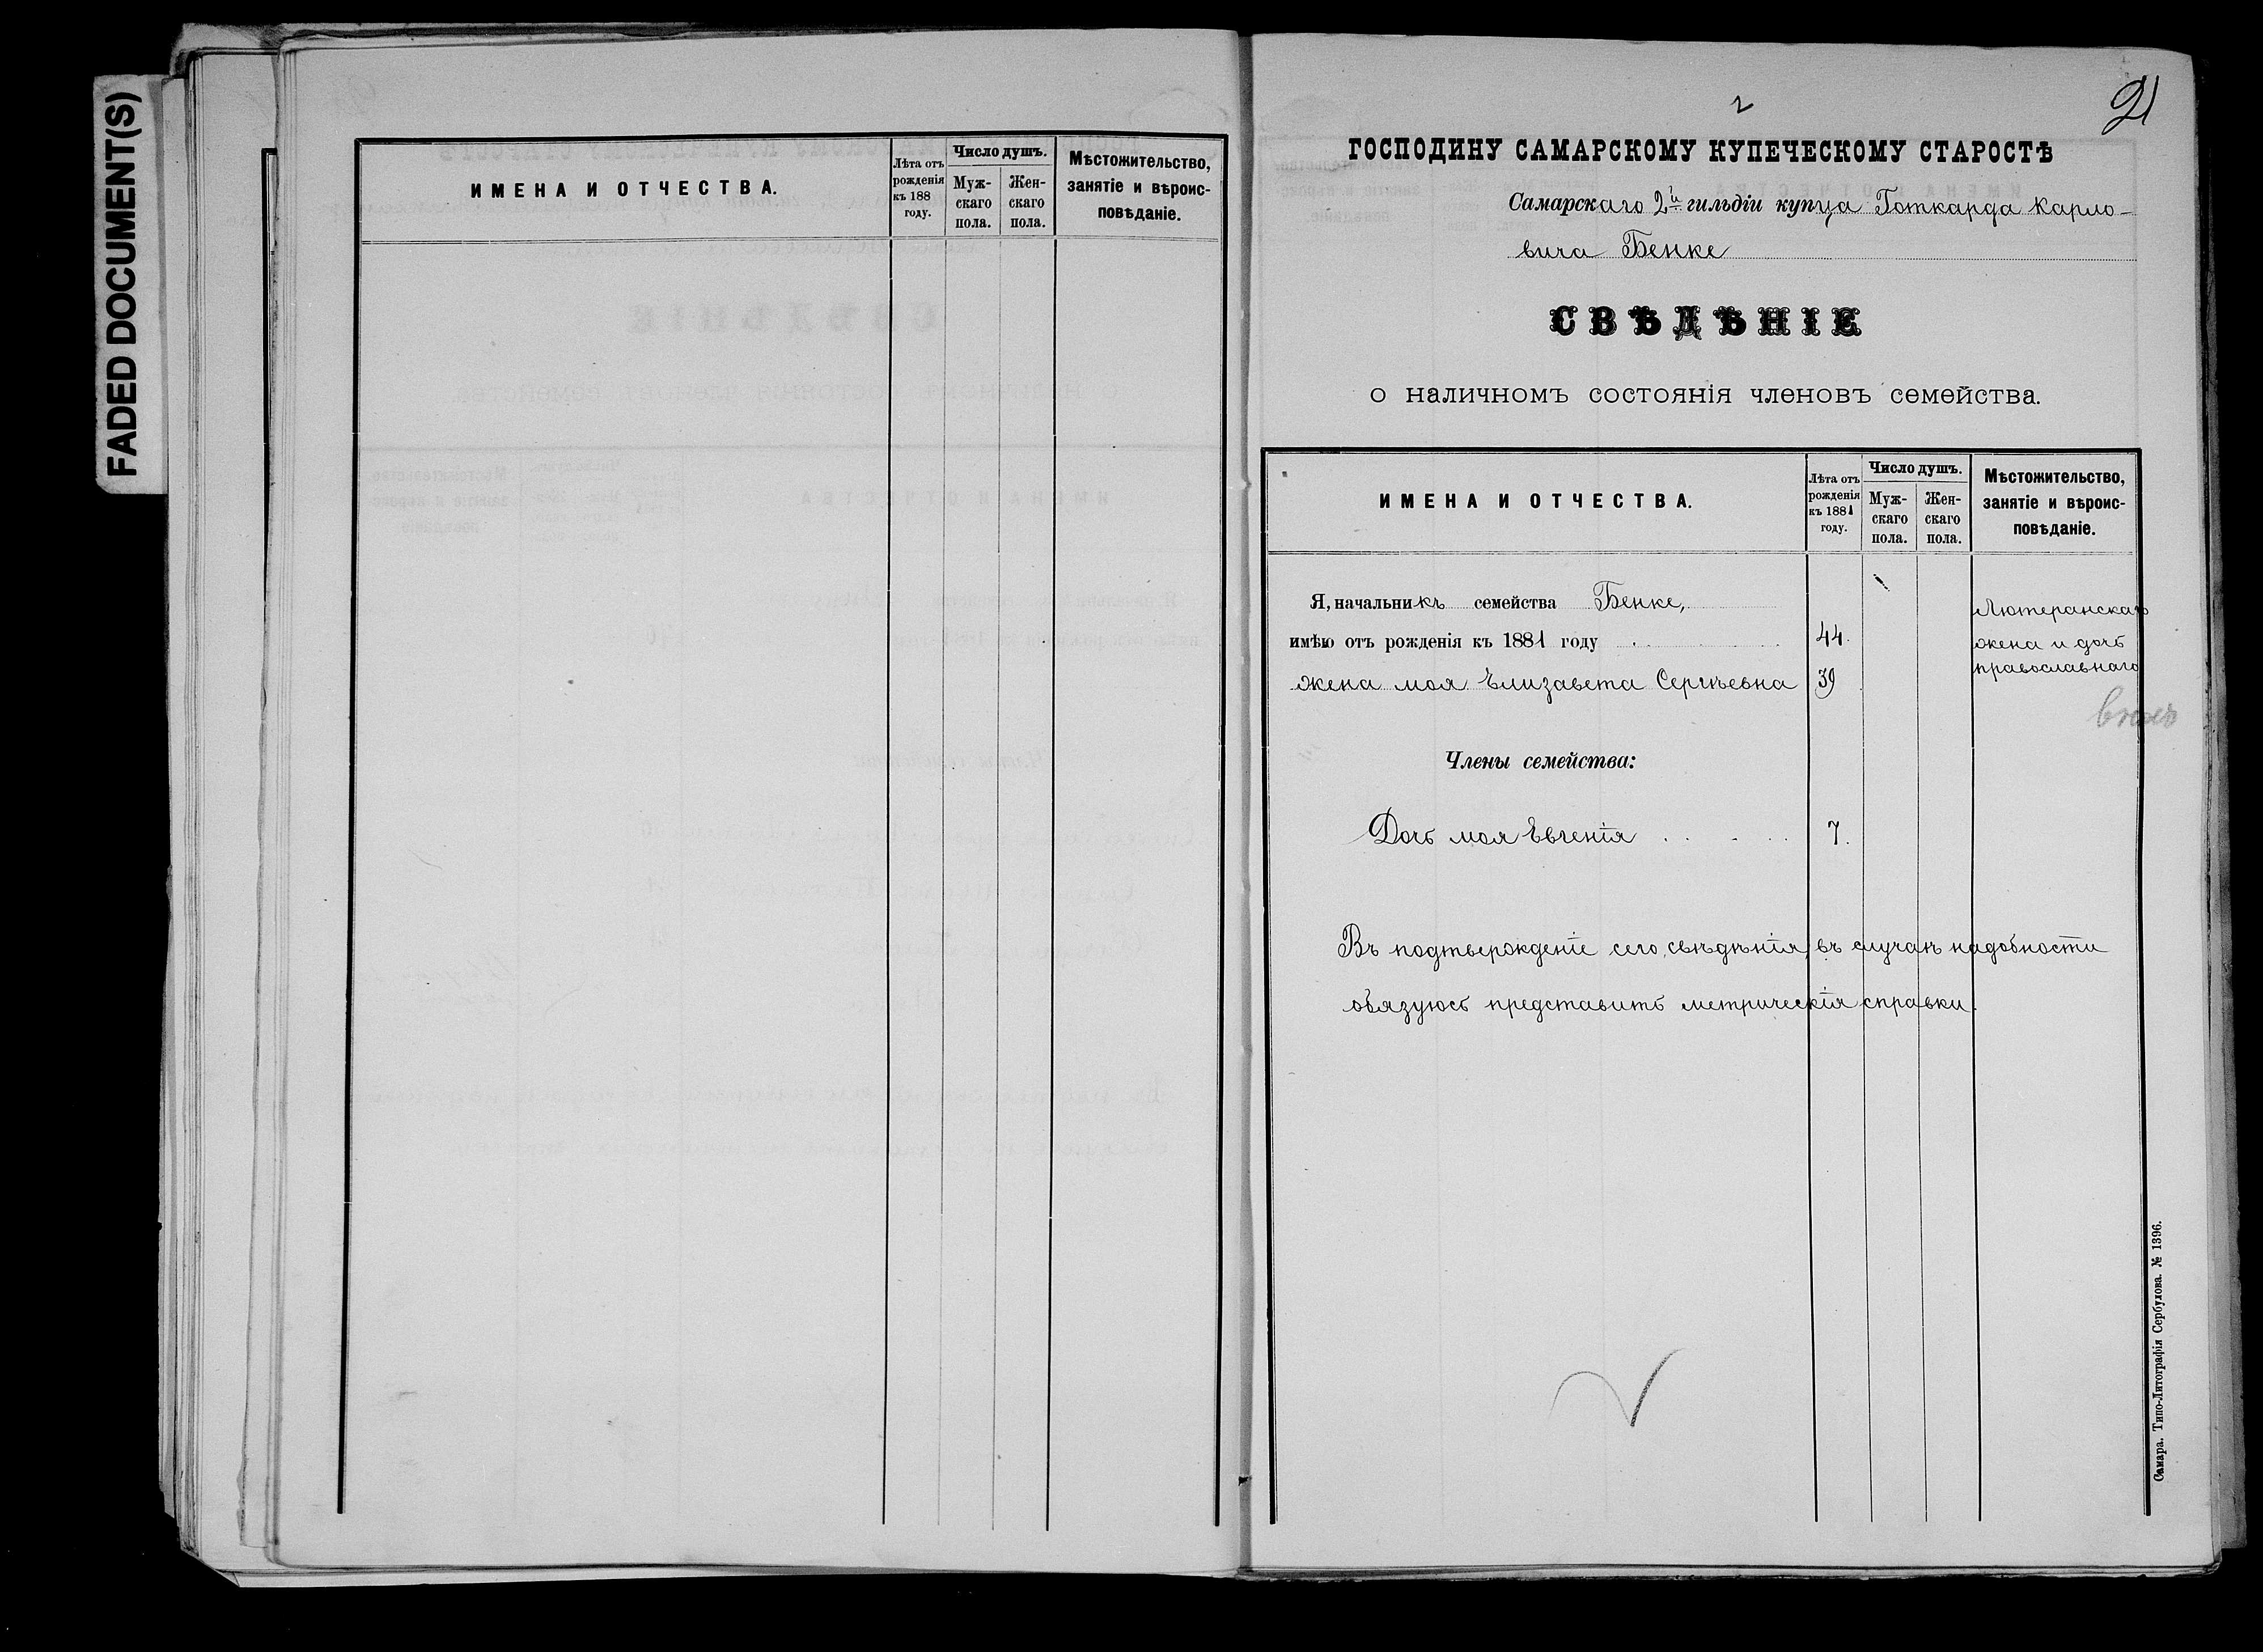 FADED DOCUMENT(S)
ИМЕНА И ОТЧЕСТВА.
Лѣта отъ
рожденія
къ 188
году.
Число душъ.
Муж-
скаго
пола.
Жен-
скаго
пола.
Мѣстожительство,
занятіе и вѣроис-
повѣданіе.
21
ГОСПОДИНУ САМАРСКОМУ КУПЕЧЕСКОМУ СТАРОСТѢ
Самарскаго 2й гильдіи купца Готкарда Карло-
вича Бенке
СВѢДѢНІЕ
о наличномъ состоянія членовъ семейства.
ИМЕНА И ОТЧЕСТВА.
Лѣта отъ
рожденія
къ 1881
году.
Число душъ.
Муж-
скаго
пола.
Жен-
скаго
пола.
Мѣстожительство,
занятіе и вѣроис-
повѣданіе.
Я, начальникъ семейства Бенке,
имѣю отъ рожденія къ 1881 году 44.
жена моя Елизавета Сергѣевна 39
Лютеранскаго
жена и дочь
православнаго
Члены семейства:
Дочь моя Евгенія 7.
Въ подтвержденіе сего свѣдѣнія, въ случаѣ надобности
обязуюсь представить метрическія справки.
Самара. Типо-Литографія Сербулова. № 1396.